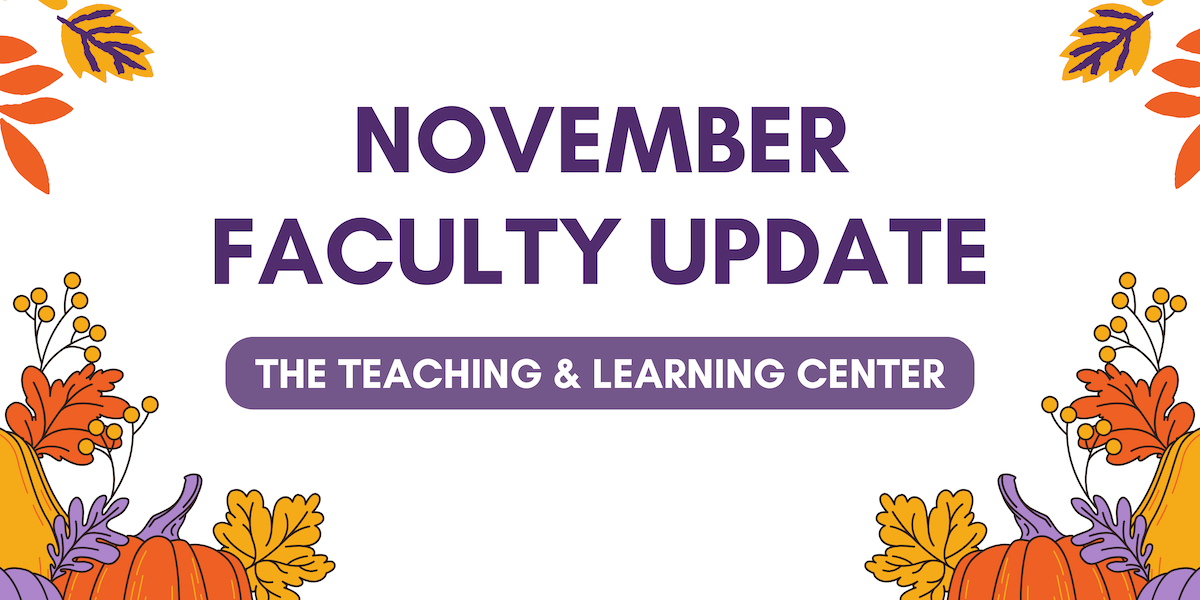 NOVEMBER
FACULTY UPDATE
THE TEACHING & LEARNING CENTER